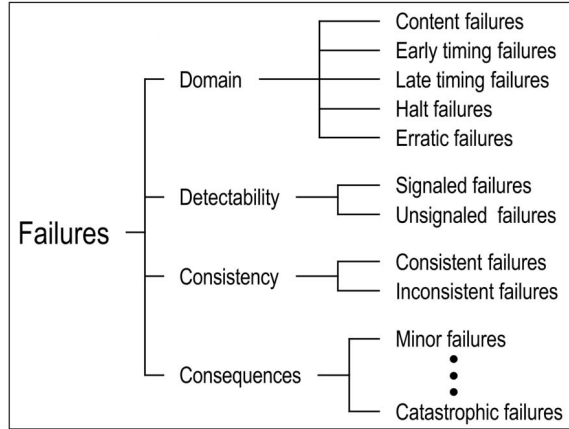 Failures
Domain
Content failures
Early timing failures
Late timing failures
Halt failures
Erratic failures
Detectability
Signaled failures
Unsignaled failures
Consistency
Consistent failures
Inconsistent failures
Consequences
Minor failures
Catastrophic failures